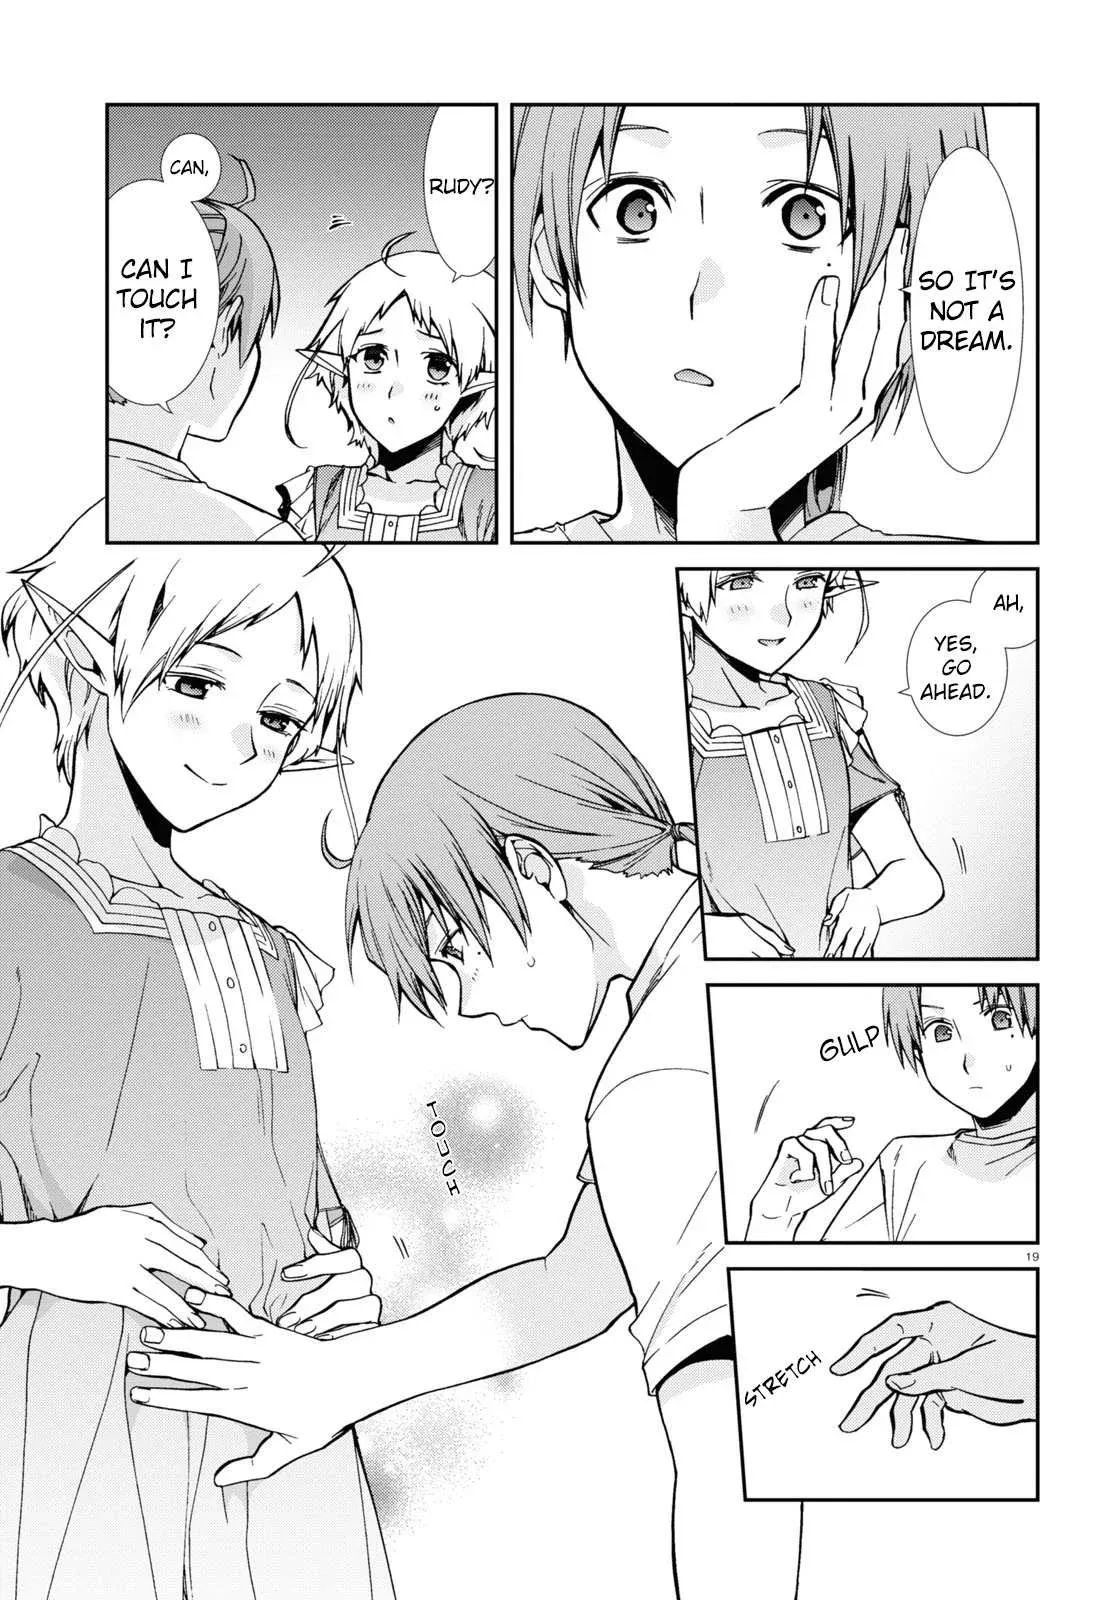 SO IT'S
NOT A
DREAM.
RUDY?
CAN,
CAN I
TOUCH
IT?
AH,
YES,
GO
AHEAD.
GULP
19
STRETCH
TOUCH